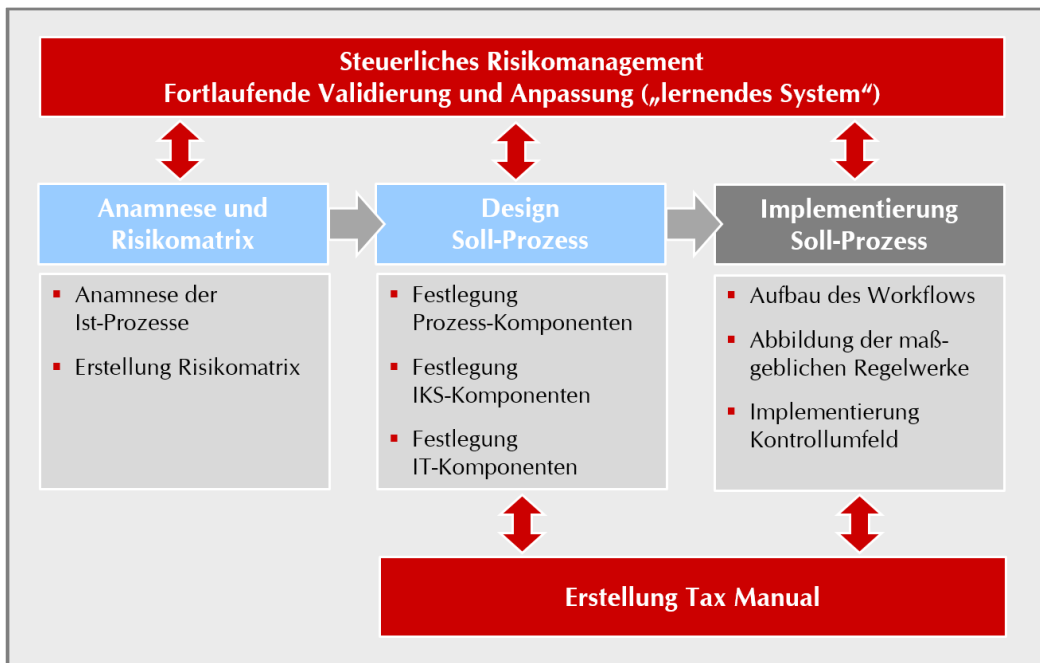 Steuerliches Risikomanagement
Fortlaufende Validierung und Anpassung („lernendes System“)
Anamnese und
Risikomatrix
Design
Soll-Prozess
Implementierung
Soll-Prozess
▪ Anamnese der
Ist-Prozesse
▪ Erstellung Risikomatrix
▪ Festlegung
Prozess-Komponenten
▪ Festlegung
IKS-Komponenten
▪ Festlegung
IT-Komponenten
▪ Aufbau des Workflows
▪ Abbildung der maß-
geblichen Regelwerke
▪ Implementierung
Kontrollumfeld
Erstellung Tax Manual